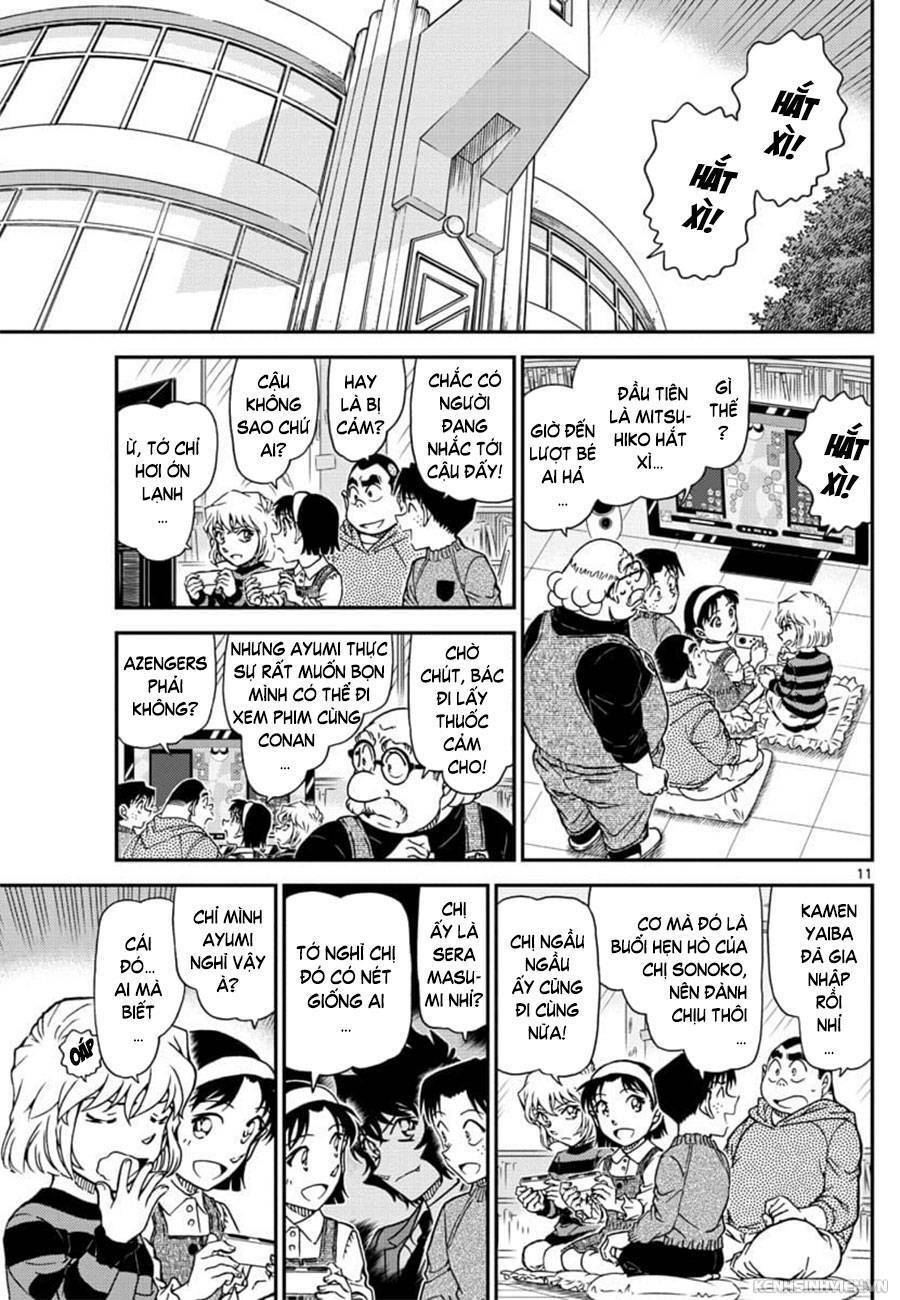 HẮT
XÌ!
HẮT
XÌ!
HẮT
XÌ!
GÌ
THẾ
?
ĐẦU TIÊN
LÀ MITSU-
HIKO HẮT
XÌ...
GIỜ ĐẾN
LƯỢT BÉ
AI HẢ
...
CHẮC CÓ
NGƯỜI
ĐANG
NHẮC TỚI
CẬU ĐẤY!
HAY
LÀ BỊ
CẢM?
CẬU
KHÔNG
SAO CHỨ
AI?
Ừ, TỚ CHỈ
HƠI ỚN
LẠNH
...
CHỜ
CHÚT, BÁC
ĐI LẤY
THUỐC
CẢM
CHO!
NHƯNG AYUMI THỰC
SỰ RẤT MUỐN BỌN
MÌNH CÓ THỂ ĐI
XEM PHIM CÙNG
CONAN
...
AZENGERS
PHẢI
KHÔNG?
11
KAMEN
YAIBA
ĐÃ GIA
NHẬP
RỒI
NHỈ
...
CƠ MÀ ĐÓ LÀ
BUỔI HẸN HÒ CỦA
CHỊ SONOKO,
NÊN ĐÀNH
CHỊU THÔI
CHỊ NGẦU
NGẦU
ẤY CŨNG
ĐI CÙNG
NỮA!
CHỊ
ẤY LÀ
SERA
MASU-
MI NHỈ?
TỚ NGHĨ CHỊ
ĐÓ CÓ NÉT
GIỐNG AI
...
CHỈ MÌNH
AYUMI
NGHĨ VẬY
À?
CÁI
ĐÓ...
AI MÀ
BIẾT
OÁP
KENHSINHVIEN.VN